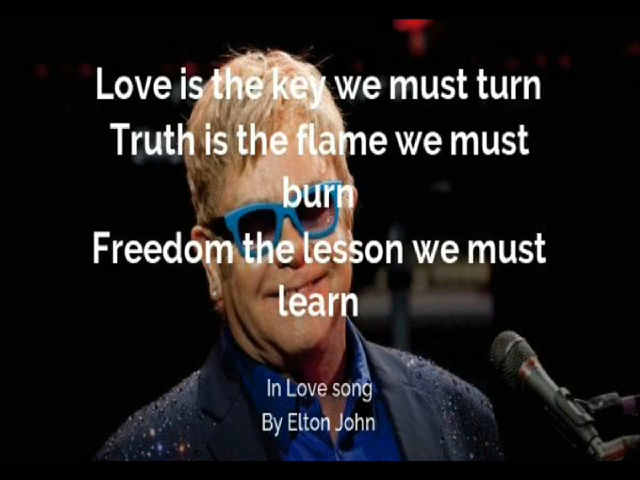 Love is the key we must turn
Truth is the flame we must
burn
Freedom the lesson we must
learn
In Love song
By Elton John